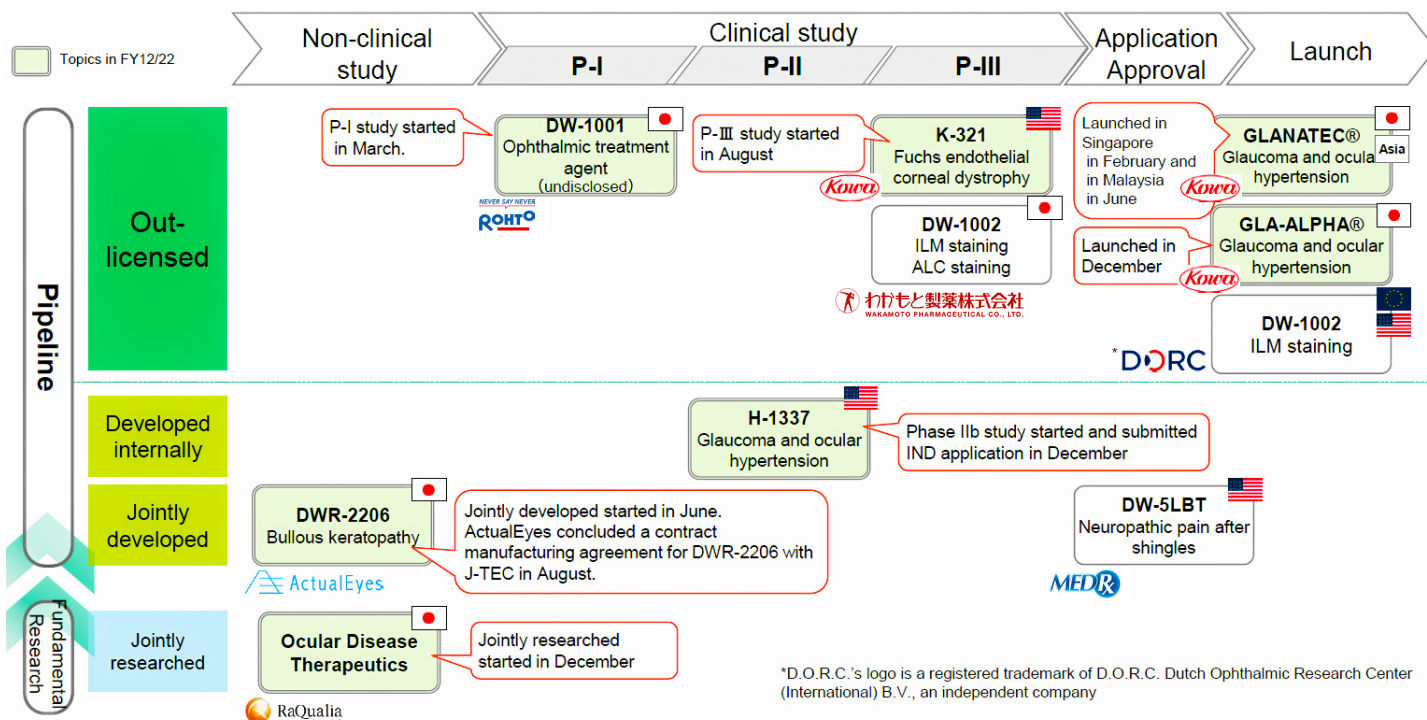 Topics in FY12/22
Non-clinical
study
Clinical study
P-I
P-II
P-III
Application
Approval
Launch
Pipeline
Out-
licensed
P-I study started
in March.
DW-1001
Ophthalmic treatment
agent
(undisclosed)
NEVER SAY NEVER
ROHTO
P-Ⅲ study started
in August
K-321
Fuchs endothelial
corneal dystrophy
Kowa
DW-1002
ILM staining
ALC staining
わかもと製薬株式会社
WAKAMOTO PHARMACEUTICAL CO., LTD.
Launched in
Singapore
in February and
in Malaysia
in June
GLANATEC®
Glaucoma and ocular
hypertension
Asia
Kowa
Launched in
December
GLA-ALPHA®
Glaucoma and ocular
hypertension
Kowa
DW-1002
ILM staining
*DORC
Developed
internally
H-1337
Glaucoma and ocular
hypertension
Phase IIb study started and submitted
IND application in December
Jointly
developed
DWR-2206
Bullous keratopathy
ActualEyes
Jointly developed started in June.
ActualEyes concluded a contract
manufacturing agreement for DWR-2206 with
J-TEC in August.
DW-5LBT
Neuropathic pain after
shingles
MEDRx
Fundamental
Research
Jointly
researched
Ocular Disease
Therapeutics
RaQualia
Jointly researched
started in December
*D.O.R.C.'s logo is a registered trademark of D.O.R.C. Dutch Ophthalmic Research Center
(International) B.V., an independent company